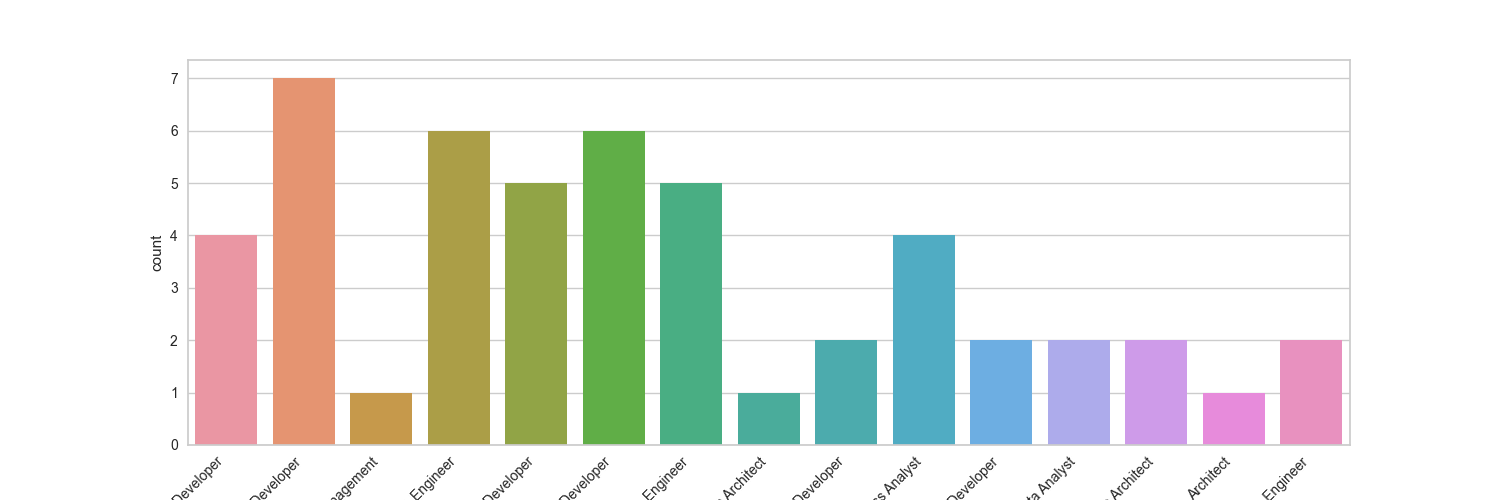 7
6
5
4
3
2
1
0
count
Developer
Developer
Engineer
Developer
Developer
Engineer
Architect
Developer
Analyst
Developer
Analyst
Architect
Architect
Engineer